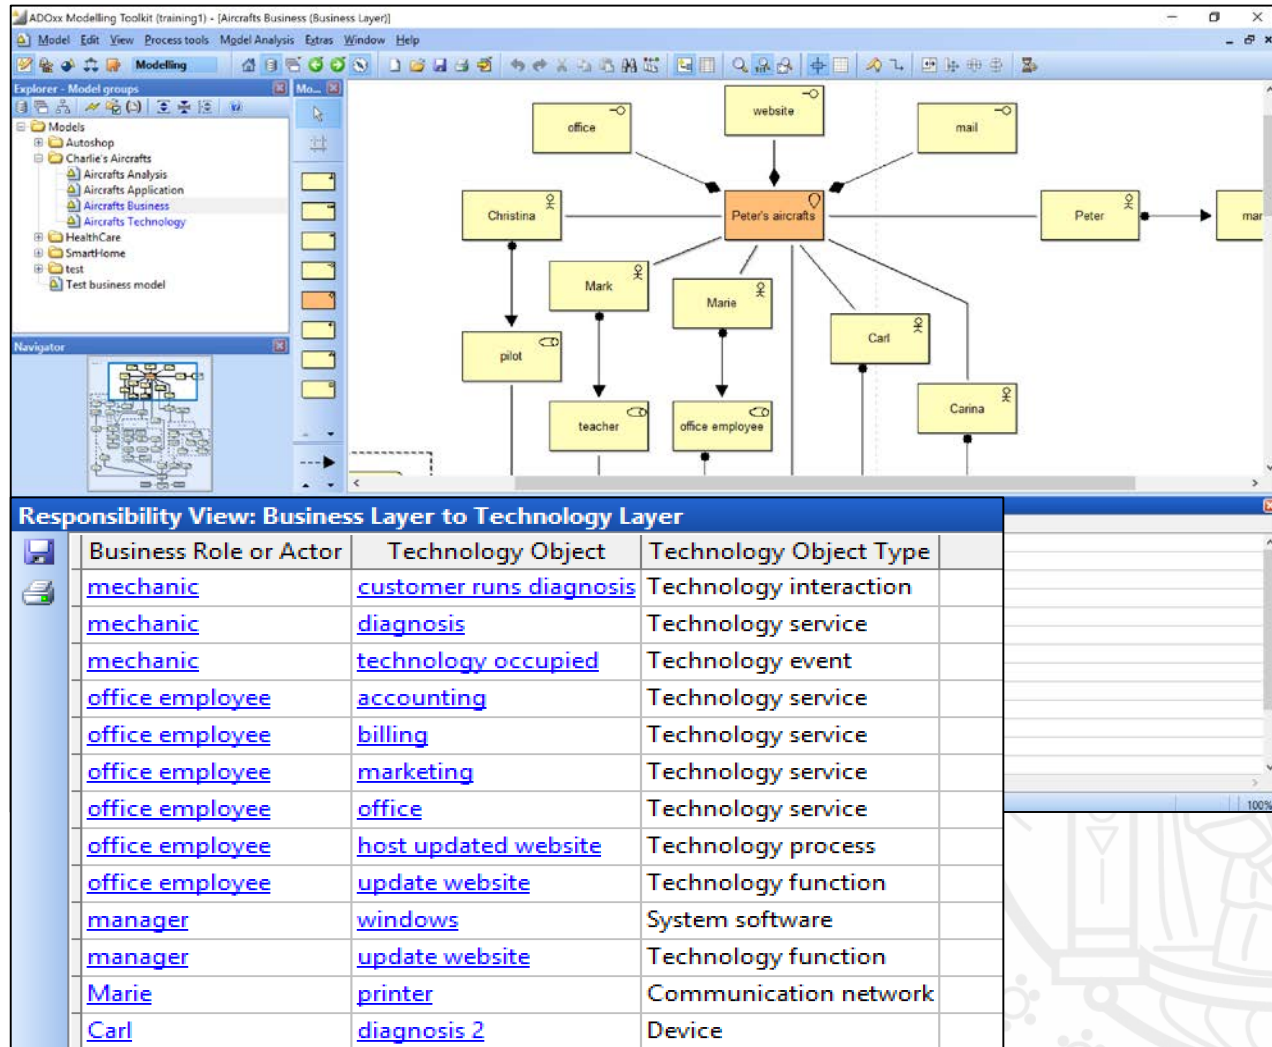 ADOxx Modelling Toolkit (training1) - [Aircrafts Business (Business Layer)]
Model Edit View Process tools Model Analysis Extras Window Help
Modelling
Explorer - Model groups
Mo...
Models
Autoshop
Charlie's Aircrafts
Aircrafts Analysis
Aircrafts Application
Aircrafts Business
Aircrafts Technology
HealthCare
SmartHome
test
Test business model
Navigator
office
website
mail
Christina
Peter's aircrafts
Peter
mar
Mark
Marie
Carl
pilot
Carina
teacher
office employee
Responsibility View: Business Layer to Technology Layer
Business Role or Actor Technology Object Technology Object Type
mechanic customer runs diagnosis Technology interaction
mechanic diagnosis Technology service
mechanic technology occupied Technology event
office employee accounting Technology service
office employee billing Technology service
office employee marketing Technology service
office employee office Technology service
office employee host updated website Technology process
office employee update website Technology function
manager windows System software
manager update website Technology function
Marie printer Communication network
Carl diagnosis 2 Device
100%